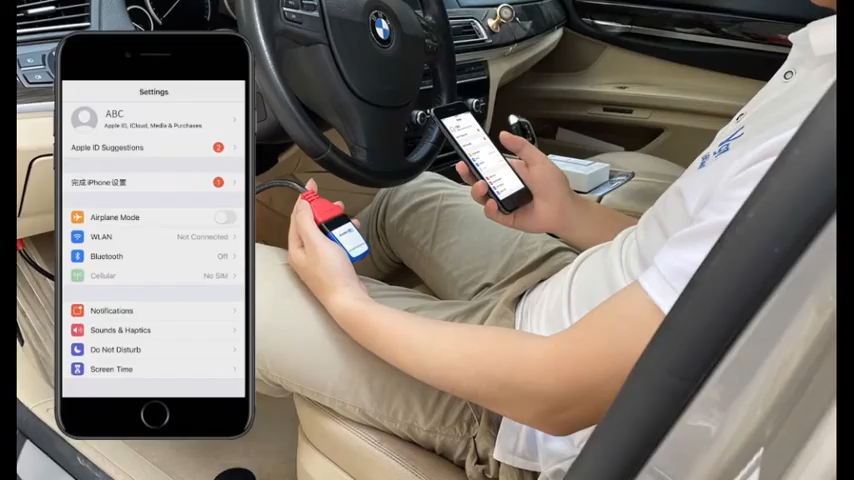 Settings
ABC
Apple ID, iCloud, Media & Purchases
Apple ID Suggestions 2
完成iPhone设置 1
Airplane Mode
WLAN Not Connected
Bluetooth Off
Cellular No SIM
Notifications
Sounds & Haptics
Do Not Disturb
Screen Time
BMW